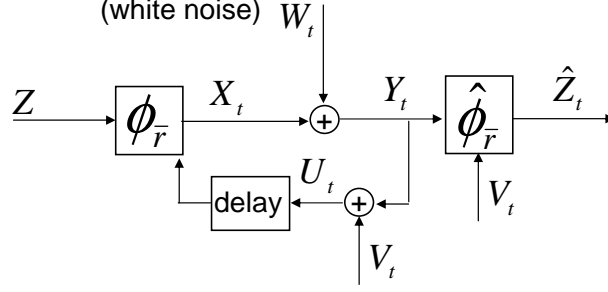 (white noise)
W_t
Z
ϕ_r̄
X_t
+
Y_t
ϕ̂_r̄
Ẑ_t
U_t
delay
+
V_t
V_t